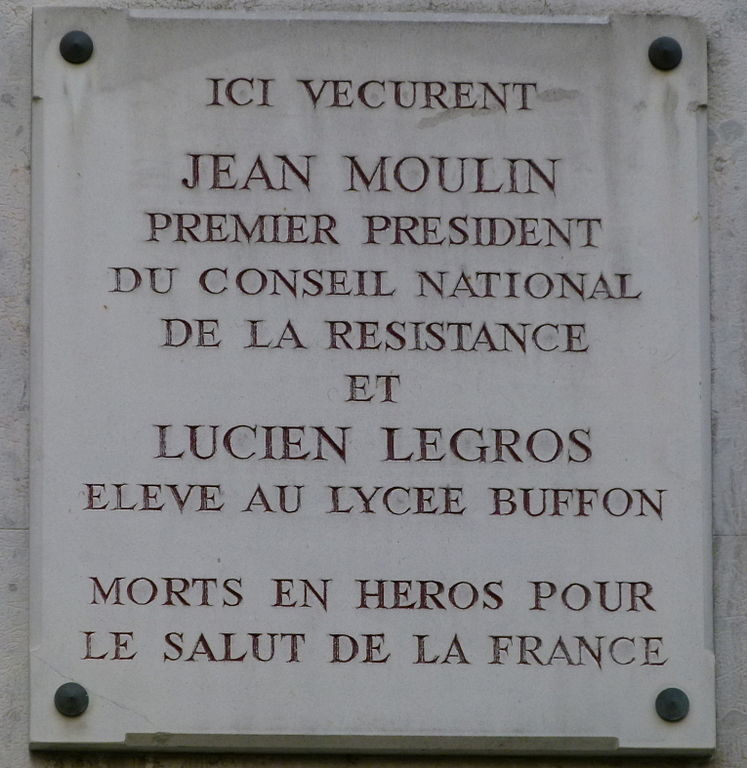 ICI VECURENT
JEAN MOULIN
PREMIER PRESIDENT
DU CONSEIL NATIONAL
DE LA RESISTANCE
ET
LUCIEN LEGROS
ELEVE AU LYCEE BUFFON
MORTS EN HEROS POUR
LE SALUT DE LA FRANCE